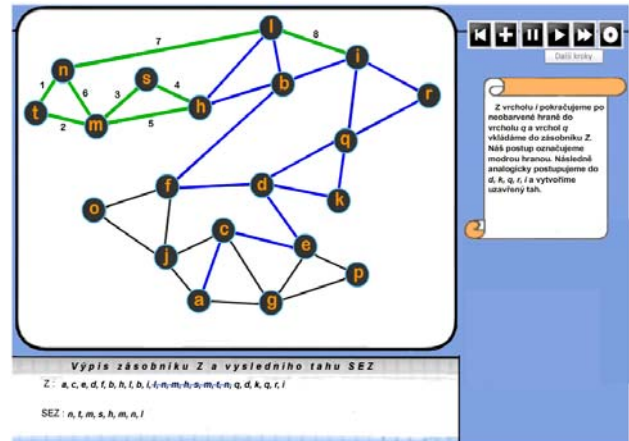 l
8
7
i
n
s
b
1
6
3
4
h
r
t
2
m
5
q
f
d
k
o
c
e
j
p
a
g
Další kroky
Z vrcholu i pokračujeme po
neobarvené hraně do
vrcholu q a vrchol q
vkládáme do zásobníku Z.
Náš postup označujeme
modrou hranou. Následně
analogicky postupujeme do
d, k, q, r, i a vytvoříme
uzavřený tah.
Výpis zásobníku Z a vysledního tahu SEZ
Z : a, c, e, d, f, b, h, l, b, i, l, n, m, h, s, m, t, n, q, d, k, q, r, i
SEZ : n, t, m, s, h, m, n, l